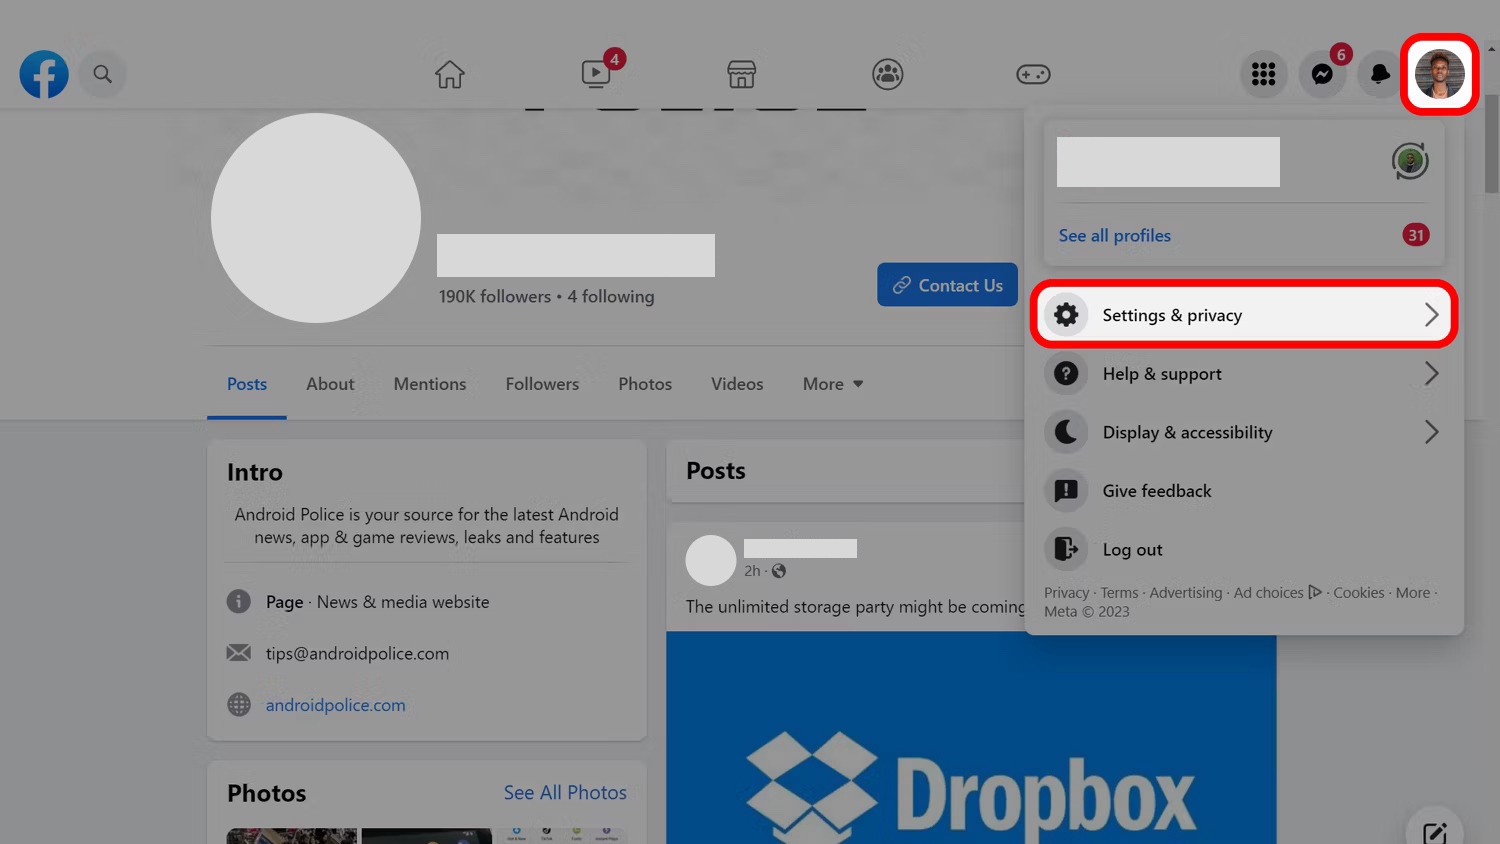 4
6
See all profiles
31
190K followers • 4 following
Contact Us
Settings & privacy
Posts
About
Mentions
Followers
Photos
Videos
More
Help & support
Display & accessibility
Give feedback
Log out
Privacy · Terms · Advertising · Ad choices · Cookies · More ·
Meta © 2023
Intro
Android Police is your source for the latest Android
news, app & game reviews, leaks and features
Page · News & media website
tips@androidpolice.com
androidpolice.com
Photos
See All Photos
Posts
2h ·
The unlimited storage party might be coming
Dropbox